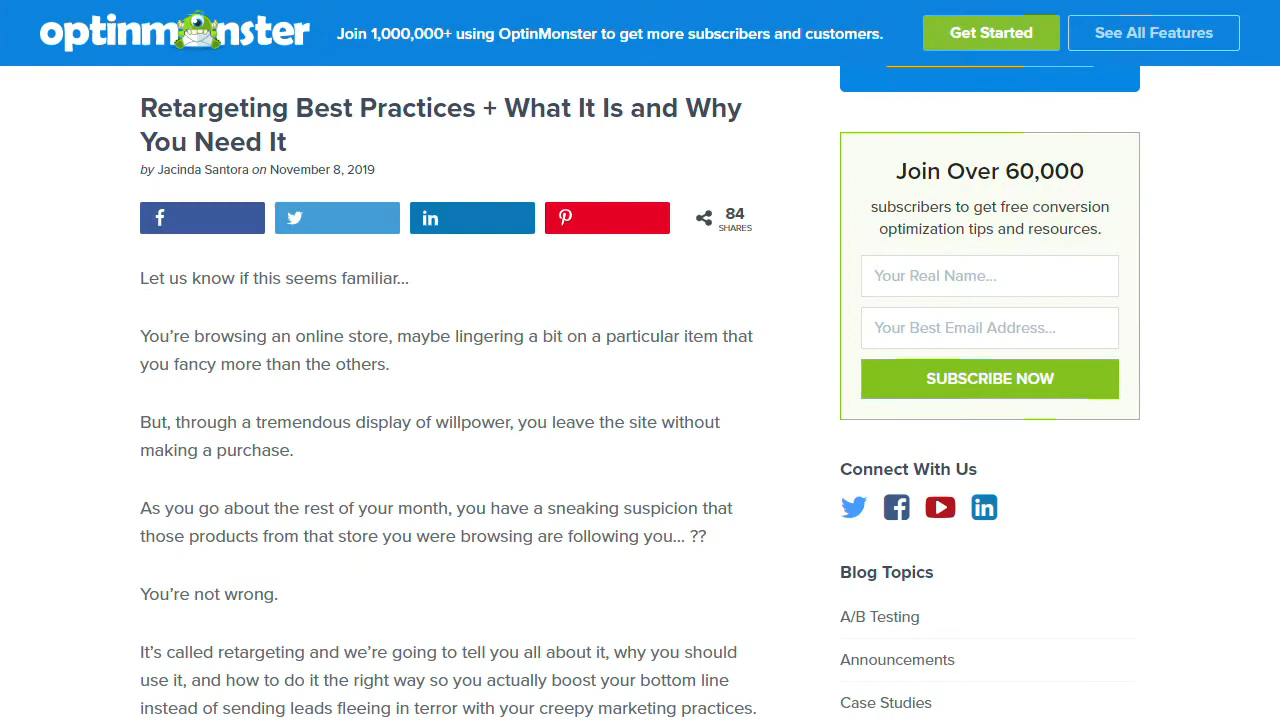 optinmonster
Join 1,000,000+ using OptinMonster to get more subscribers and customers.
Get Started
See All Features
Retargeting Best Practices + What It Is and Why
You Need It
by Jacinda Santora on November 8, 2019
84
SHARES
Let us know if this seems familiar…
You’re browsing an online store, maybe lingering a bit on a particular item that
you fancy more than the others.
But, through a tremendous display of willpower, you leave the site without
making a purchase.
As you go about the rest of your month, you have a sneaking suspicion that
those products from that store you were browsing are following you… ??
You’re not wrong.
It’s called retargeting and we’re going to tell you all about it, why you should
use it, and how to do it the right way so you actually boost your bottom line
instead of sending leads fleeing in terror with your creepy marketing practices.
Join Over 60,000
subscribers to get free conversion
optimization tips and resources.
Your Real Name...
Your Best Email Address...
SUBSCRIBE NOW
Connect With Us
Blog Topics
A/B Testing
Announcements
Case Studies